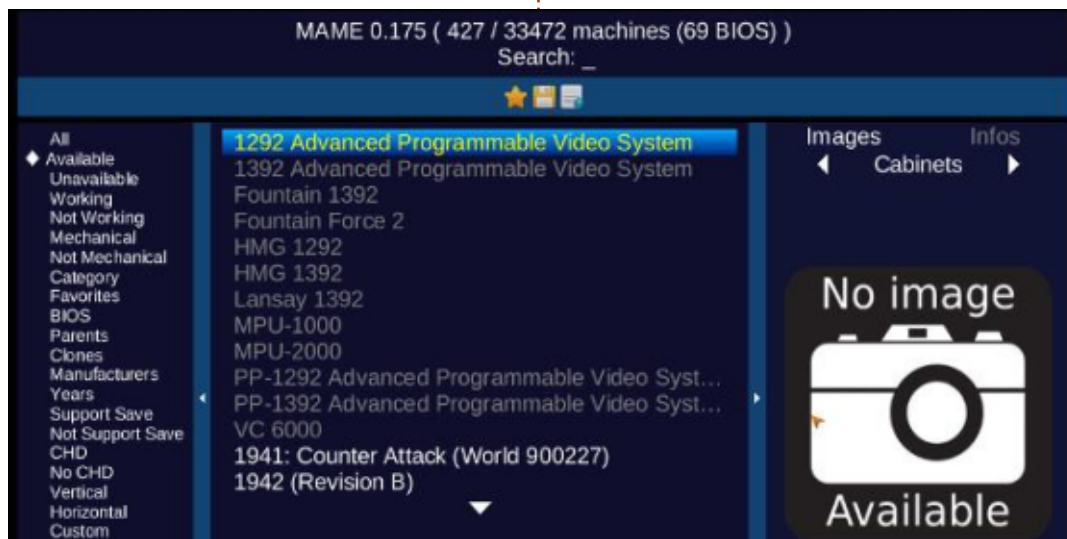 MAME 0.175 ( 427 / 33472 machines (69 BIOS) )
Search: _
All
Available
Unavailable
Working
Not Working
Mechanical
Not Mechanical
Category
Favorites
BIOS
Parents
Clones
Manufacturers
Years
Support Save
Not Support Save
CHD
No CHD
Vertical
Horizontal
Custom
1292 Advanced Programmable Video System
1392 Advanced Programmable Video System
Fountain 1392
Fountain Force 2
HMG 1292
HMG 1392
Lansay 1392
MPU-1000
MPU-2000
PP-1292 Advanced Programmable Video Syst...
PP-1392 Advanced Programmable Video Syst...
VC 6000
1941: Counter Attack (World 900227)
1942 (Revision B)
Images Infos
Cabinets
No image
Available